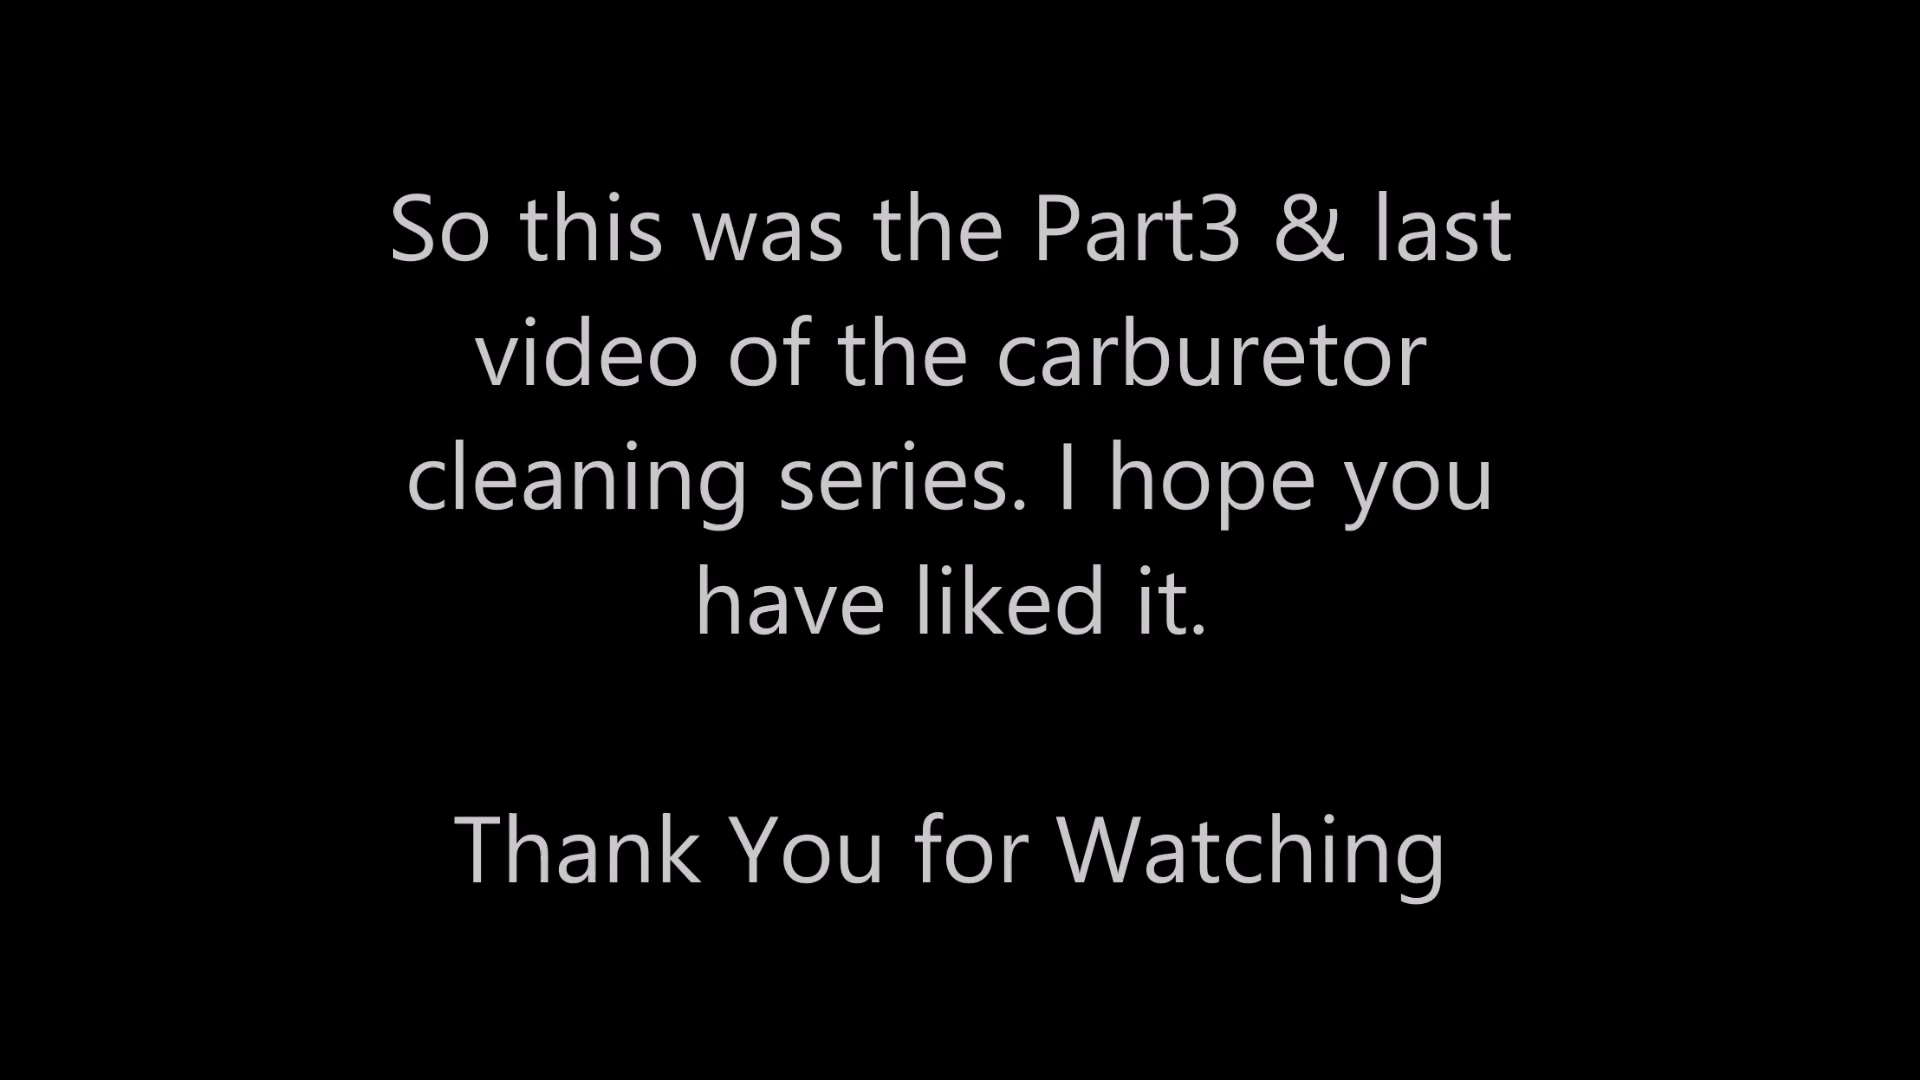 So this was the Part3 & last
video of the carburetor
cleaning series. I hope you
have liked it.
Thank You for Watching